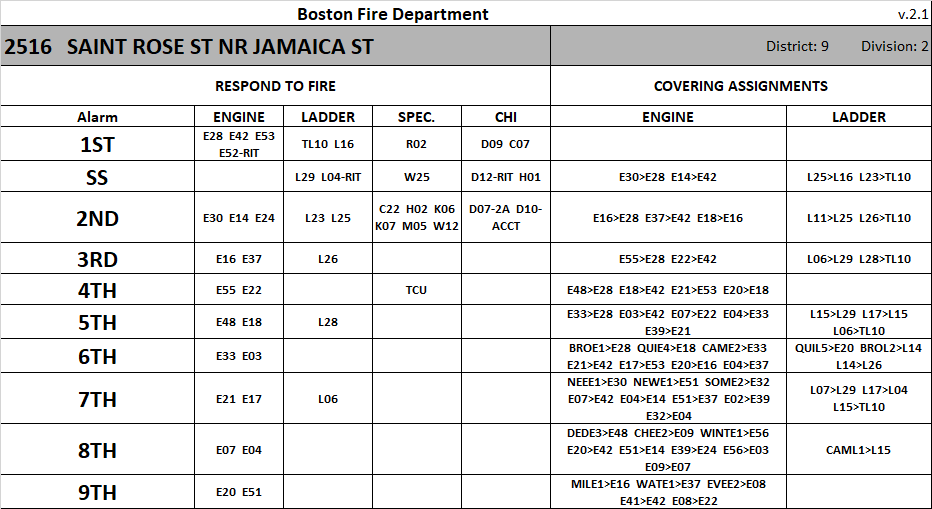 Boston Fire Department v.2.1
2516 SAINT ROSE ST NR JAMAICA ST District: 9 Division: 2
RESPOND TO FIRE COVERING ASSIGNMENTS
Alarm ENGINE LADDER SPEC. CHI ENGINE LADDER
1ST E28 E42 E53 TL10 L16 R02 D09 C07
E52-RIT
SS L29 L04-RIT W25 D12-RIT H01 E30>E28 E14>E42 L25>L16 L23>TL10
2ND E30 E14 E24 L23 L25 C22 H02 K06 D07-2A D10- E16>E28 E37>E42 E18>E16 L11>L25 L26>TL10
K07 M05 W12 ACCT
3RD E16 E37 L26 E55>E28 E22>E42 L06>L29 L28>TL10
4TH E55 E22 TCU E48>E28 E18>E42 E21>E53 E20>E18
5TH E48 E18 L28 E33>E28 E03>E42 E07>E22 E04>E33 L15>L29 L17>L15
E39>E21 L06>TL10
6TH E33 E03 BROE1>E28 QUIE4>E18 CAME2>E33 QUIL5>E20 BROL2>L14
E21>E42 E17>E53 E20>E16 E04>E37 L14>L26
7TH E21 E17 L06 NEEE1>E30 NEWE1>E51 SOME2>E32 L07>L29 L17>L04
E07>E42 E04>E14 E51>E37 E02>E39 L15>TL10
E32>E04
8TH E07 E04 DEDE3>E48 CHEE2>E09 WINTE1>E56 CAML1>L15
E20>E42 E51>E14 E39>E24 E56>E03
E09>E07
9TH E20 E51 MILE1>E16 WATE1>E37 EVEE2>E08
E41>E42 E08>E22